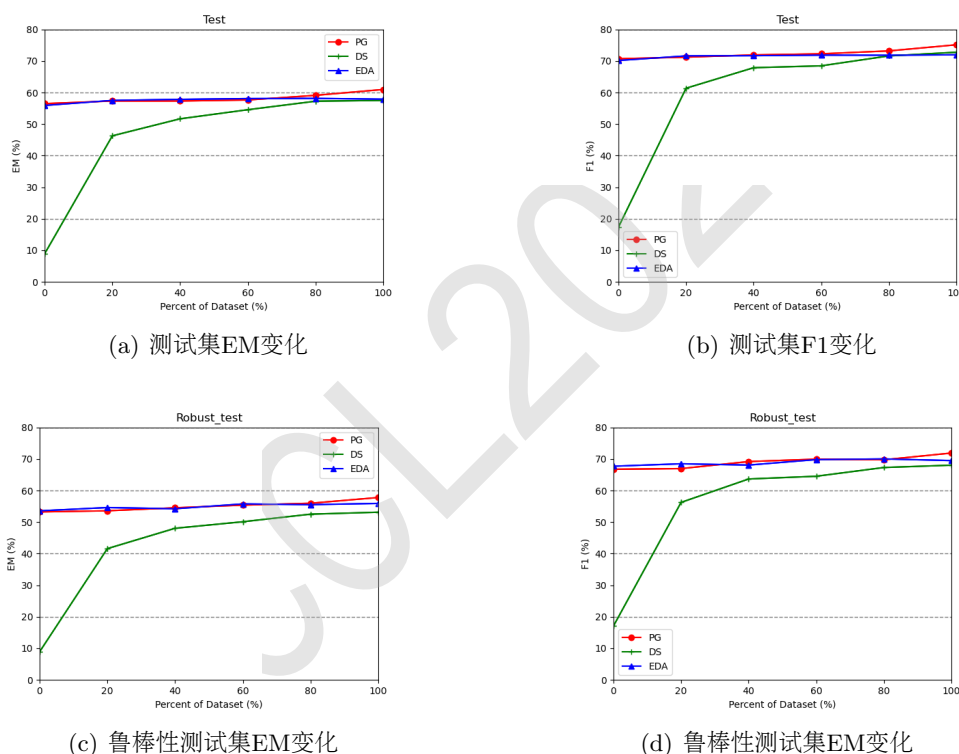 Test
80
70
60
50
40
30
20
10
0
EM (%)
PG
DS
EDA
0 20 40 60 80 100
Percent of Dataset (%)
(a) 测试集EM变化
Test
80
70
60
50
40
30
20
10
0
F1 (%)
PG
DS
EDA
0 20 40 60 80 100
Percent of Dataset (%)
(b) 测试集F1变化
Robust_test
80
70
60
50
40
30
20
10
0
EM (%)
PG
DS
EDA
0 20 40 60 80 100
Percent of Dataset (%)
(c) 鲁棒性测试集EM变化
Robust_test
80
70
60
50
40
30
20
10
0
F1 (%)
PG
DS
EDA
0 20 40 60 80 100
Percent of Dataset (%)
(d) 鲁棒性测试集EM变化